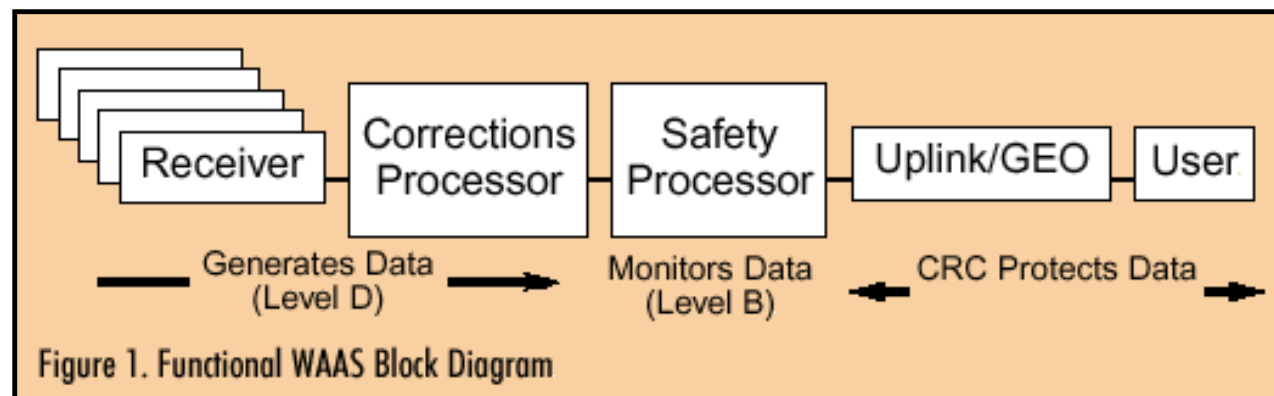 Receiver
Corrections
Processor
Safety
Processor
Uplink/GEO
User
Generates Data
(Level D)
Monitors Data
(Level B)
CRC Protects Data
Figure 1. Functional WAAS Block Diagram